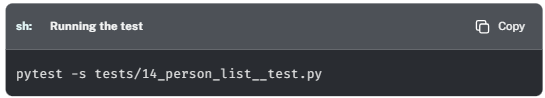 sh: Running the test Copy
pytest -s tests/14_person_list__test.py